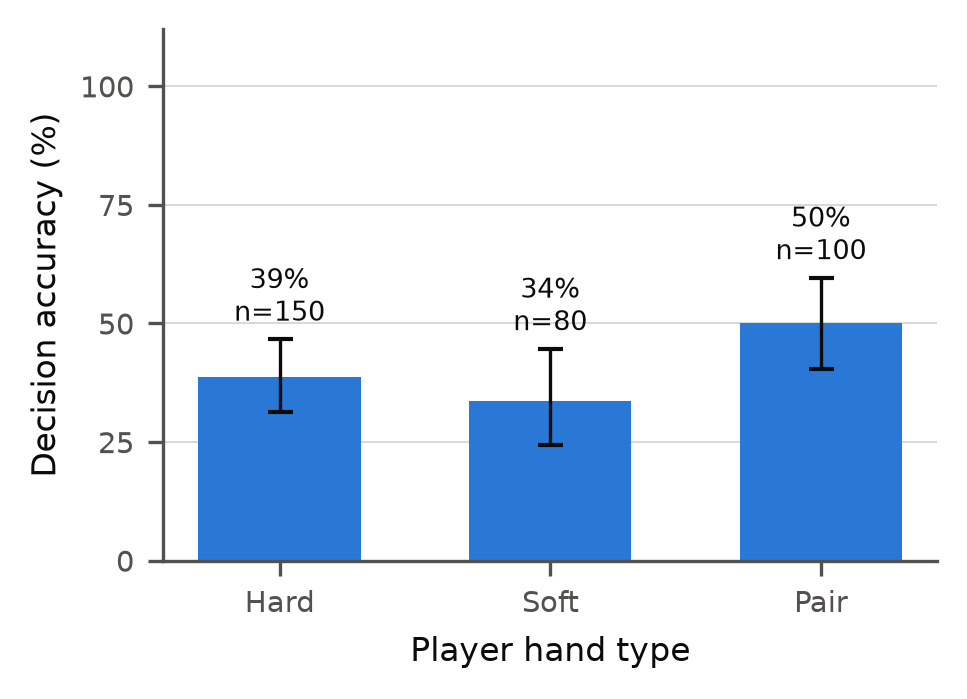 Decision accuracy (%)
100
75
50
25
0
39%
n=150
34%
n=80
50%
n=100
Hard
Soft
Pair
Player hand type